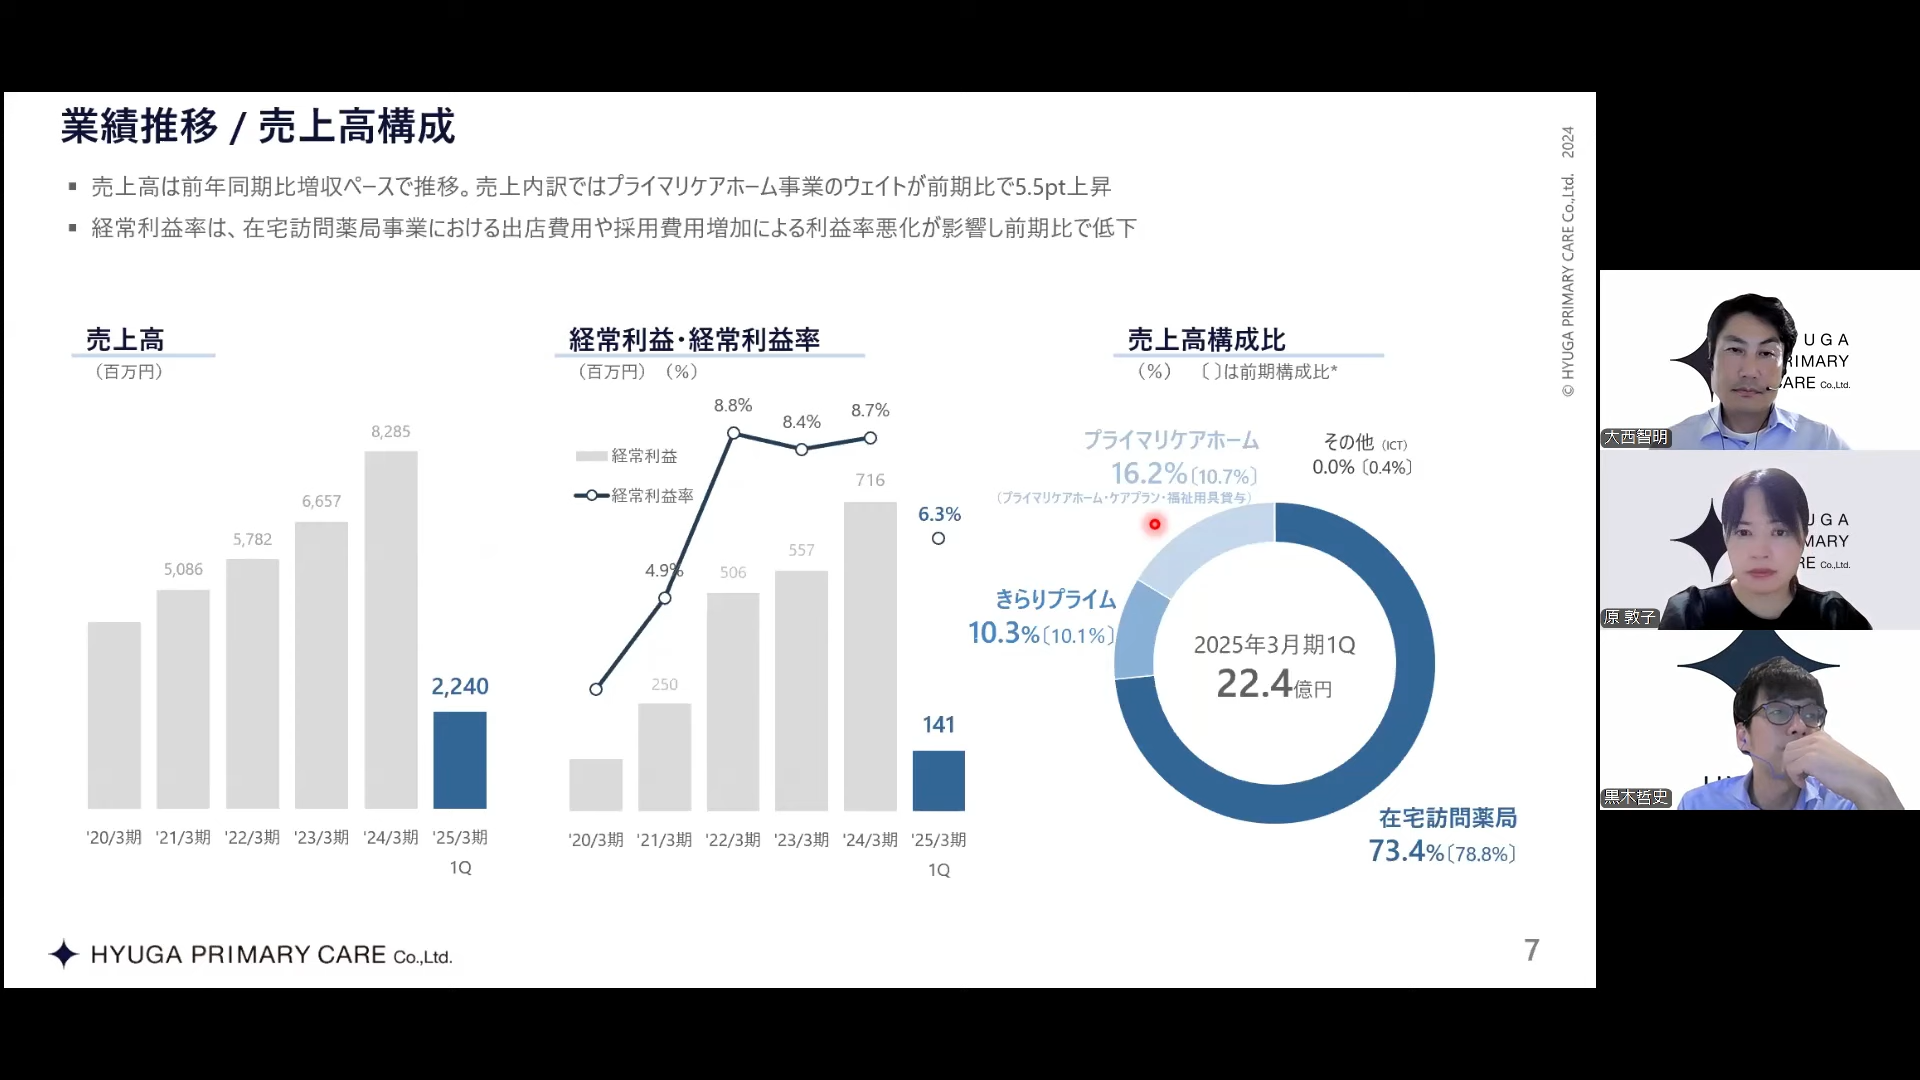 業績推移 / 売上高構成
▪ 売上高は前年同期比増収ペースで推移。売上内訳ではプライマリケアホーム事業のウェイトが前期比で5.5pt上昇
▪ 経常利益率は、在宅訪問薬局事業における出店費用や採用費用増加による利益率悪化が影響し前期比で低下
© HYUGA PRIMARY CARE Co.,Ltd. 2024
売上高
（百万円）
8,285
6,657
5,782
5,086
2,240
'20/3期 '21/3期 '22/3期 '23/3期 '24/3期 '25/3期
1Q
経常利益・経常利益率
（百万円）（%）
8.8%
8.4%
8.7%
経常利益
経常利益率
716
6.3%
557
506
4.9%
250
141
'20/3期 '21/3期 '22/3期 '23/3期 '24/3期 '25/3期
1Q
売上高構成比
（%） 〔 〕は前期構成比*
プライマリケアホーム
16.2%〔10.7%〕
（プライマリケアホーム・ケアプラン・福祉用具貸与）
その他（ICT）
0.0%〔0.4%〕
きらりプライム
10.3%〔10.1%〕
2025年3月期1Q
22.4億円
在宅訪問薬局
73.4%〔78.8%〕
HYUGA PRIMARY CARE Co.,Ltd.
7
UGA
RIMARY
CARE Co.,Ltd.
大西智明
UGA
MARY
RE Co.,Ltd.
原 敦子
黒木哲史